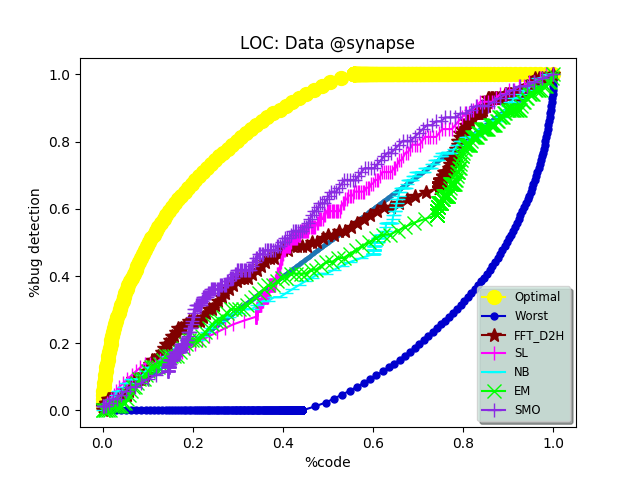 LOC: Data @synapse
1.0
0.8
0.6
0.4
0.2
0.0
%bug detection
0.0 0.2 0.4 0.6 0.8 1.0
%code
Optimal
Worst
FFT_D2H
SL
NB
EM
SMO